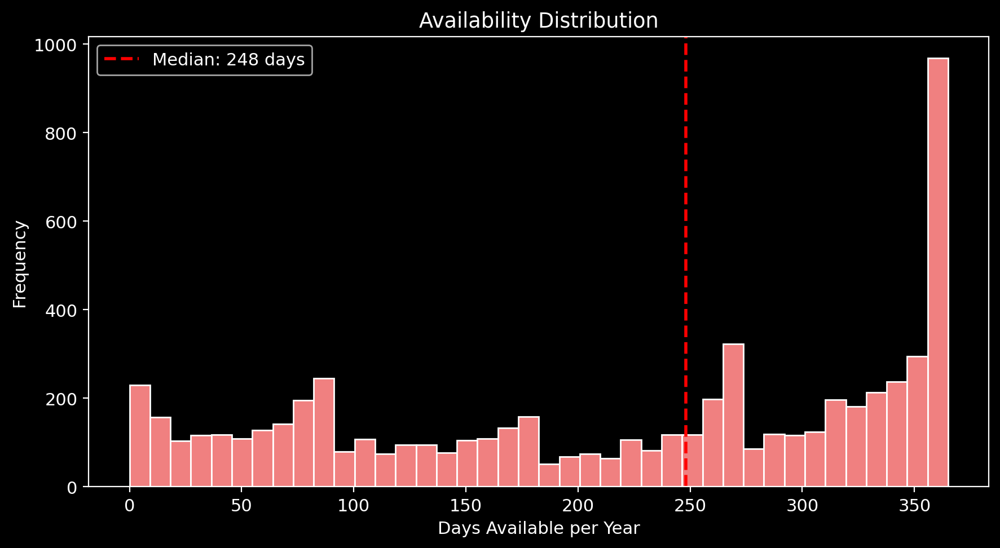 Availability Distribution
Median: 248 days
Frequency
1000
800
600
400
200
0
0 50 100 150 200 250 300 350
Days Available per Year